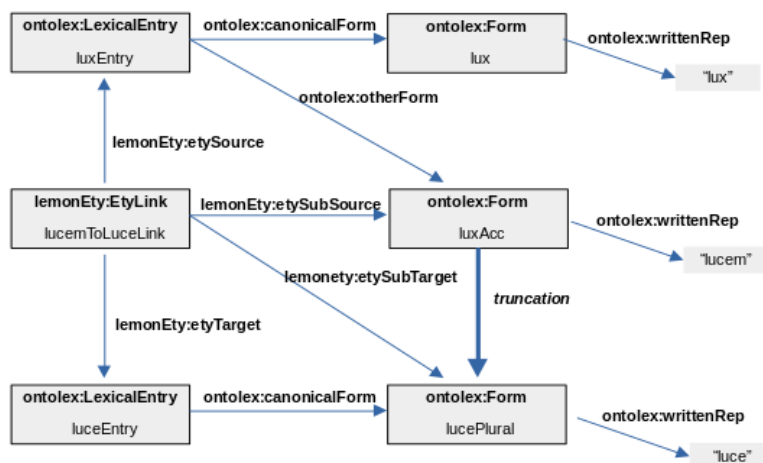 ontolex:LexicalEntry
luxEntry
ontolex:canonicalForm
ontolex:Form
lux
ontolex:writtenRep
“lux”
ontolex:otherForm
lemonEty:etySource
lemonEty:EtyLink
lucemToLuceLink
lemonEty:etySubSource
ontolex:Form
luxAcc
ontolex:writtenRep
“lucem”
lemonety:etySubTarget
truncation
lemonEty:etyTarget
ontolex:LexicalEntry
luceEntry
ontolex:canonicalForm
ontolex:Form
lucePlural
ontolex:writtenRep
“luce”